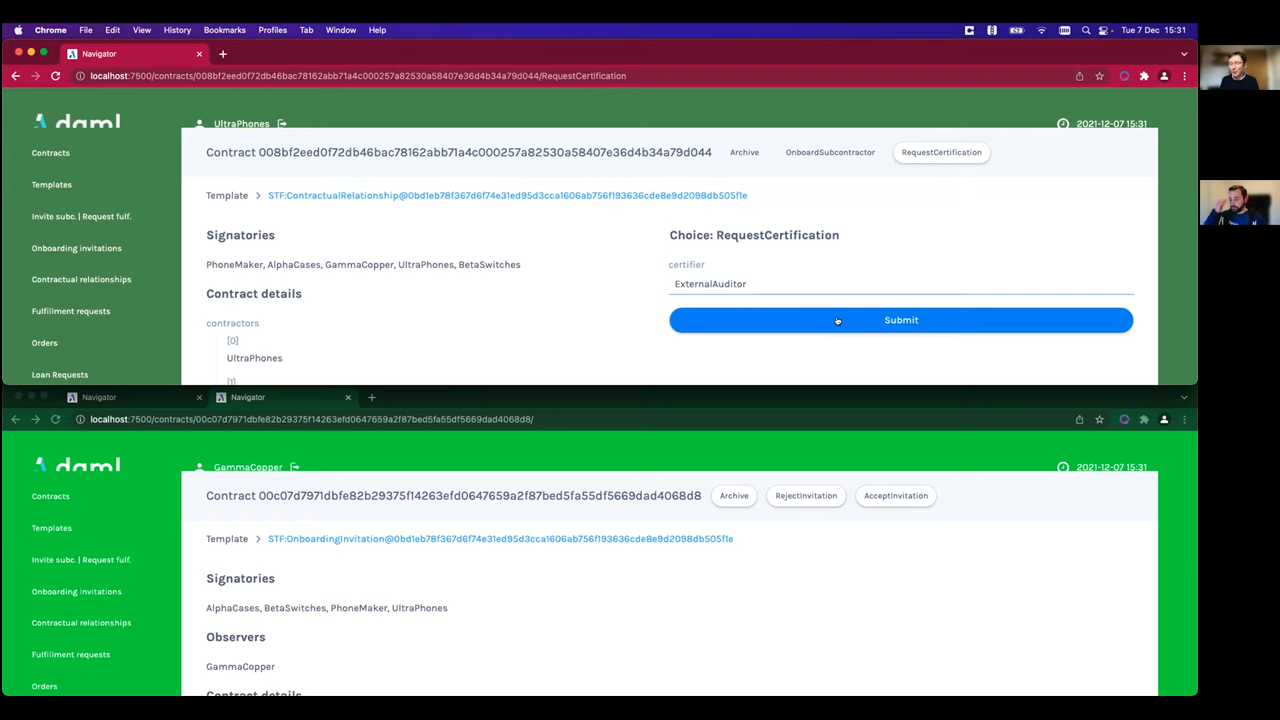 Chrome File Edit View History Bookmarks Profiles Tab Window Help Tue 7 Dec 15:31
Navigator
localhost:7500/contracts/008bf2eed0f72db46bac78162abb71a4c000257a82530a58407e36d4b34a79d044/RequestCertification
daml UltraPhones 2021-12-07 15:31
Contracts
Templates
Invite subc. | Request fulf.
Onboarding invitations
Contractual relationships
Fulfillment requests
Orders
Loan Requests
Contract 008bf2eed0f72db46bac78162abb71a4c000257a82530a58407e36d4b34a79d044 Archive OnboardSubcontractor RequestCertification
Template > STF:ContractualRelationship@0bd1eb78f367d6f74e31ed95d3cca1606ab756f193636cde8e9d2098db505f1e
Signatories
PhoneMaker, AlphaCases, GammaCopper, UltraPhones, BetaSwitches
Contract details
contractors
[0]
UltraPhones
[1]
Choice: RequestCertification
certifier
ExternalAuditor
Submit
Navigator Navigator
localhost:7500/contracts/00c07d7971dbfe82b29375f14263efd0647659a2f87bed5fa55df5669dad4068d8/
daml GammaCopper 2021-12-07 15:31
Contracts
Templates
Invite subc. | Request fulf.
Onboarding invitations
Contractual relationships
Fulfillment requests
Orders
Contract 00c07d7971dbfe82b29375f14263efd0647659a2f87bed5fa55df5669dad4068d8 Archive RejectInvitation AcceptInvitation
Template > STF:OnboardingInvitation@0bd1eb78f367d6f74e31ed95d3cca1606ab756f193636cde8e9d2098db505f1e
Signatories
AlphaCases, BetaSwitches, PhoneMaker, UltraPhones
Observers
GammaCopper
Contract details